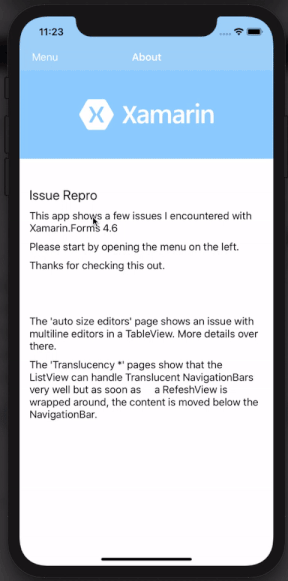 11:23
Menu
About
Xamarin
Issue Repro
This app shows a few issues I encountered with
Xamarin.Forms 4.6
Please start by opening the menu on the left.
Thanks for checking this out.
The 'auto size editors' page shows an issue with
multiline editors in a TableView. More details over
there.
The 'Translucency *' pages show that the
ListView can handle Translucent NavigationBars
very well but as soon as a RefeshView is
wrapped around, the content is moved below the
NavigationBar.